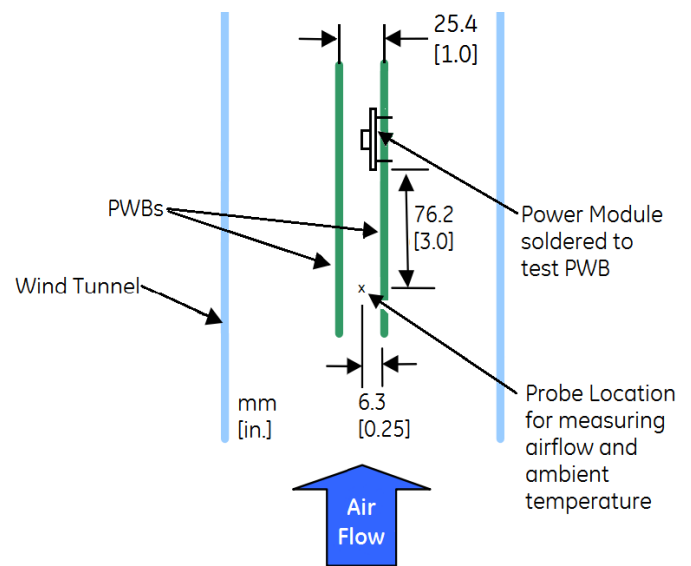 25.4
[1.0]
PWBs
76.2
[3.0]
Power Module
soldered to
test PWB
Wind Tunnel
x
mm
[in.]
6.3
[0.25]
Probe Location
for measuring
airflow and
ambient
temperature
Air
Flow